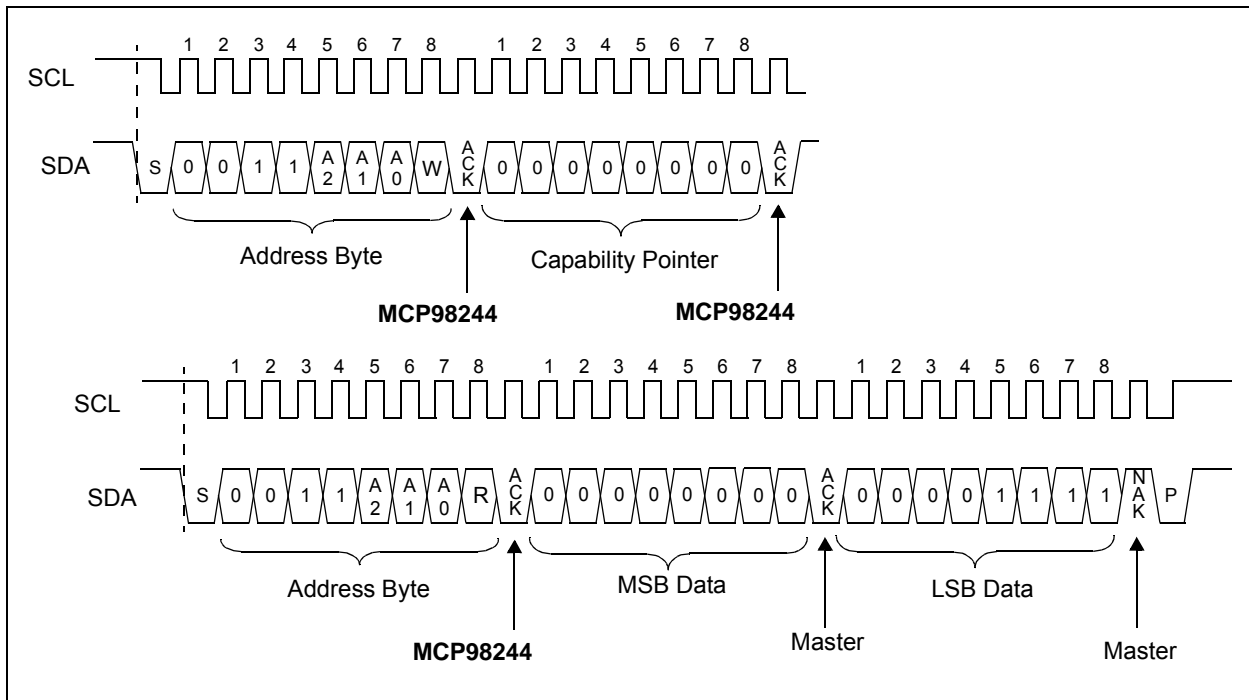 1 2 3 4 5 6 7 8 1 2 3 4 5 6 7 8
SCL
SDA S 0 0 1 1 A2 A1 A0 W ACK 0 0 0 0 0 0 0 0 ACK
Address Byte Capability Pointer
MCP98244 MCP98244
1 2 3 4 5 6 7 8 1 2 3 4 5 6 7 8 1 2 3 4 5 6 7 8
SCL
SDA S 0 0 1 1 A2 A1 A0 R ACK 0 0 0 0 0 0 0 0 ACK 0 0 0 0 1 1 1 1 NAK P
Address Byte MSB Data LSB Data
MCP98244 Master Master